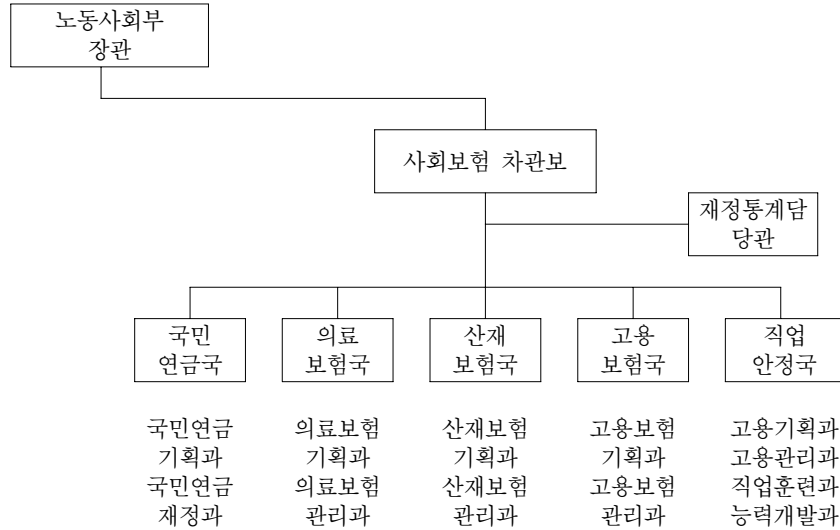 노동사회부
장관
사회보험 차관보
재정통계담
당관
국민
연금국
의료
보험국
산재
보험국
고용
보험국
직업
안정국
국민연금
기획과
국민연금
재정과
의료보험
기획과
의료보험
관리과
산재보험
기획과
산재보험
관리과
고용보험
기획과
고용보험
관리과
고용기획과
고용관리과
직업훈련과
능력개발과